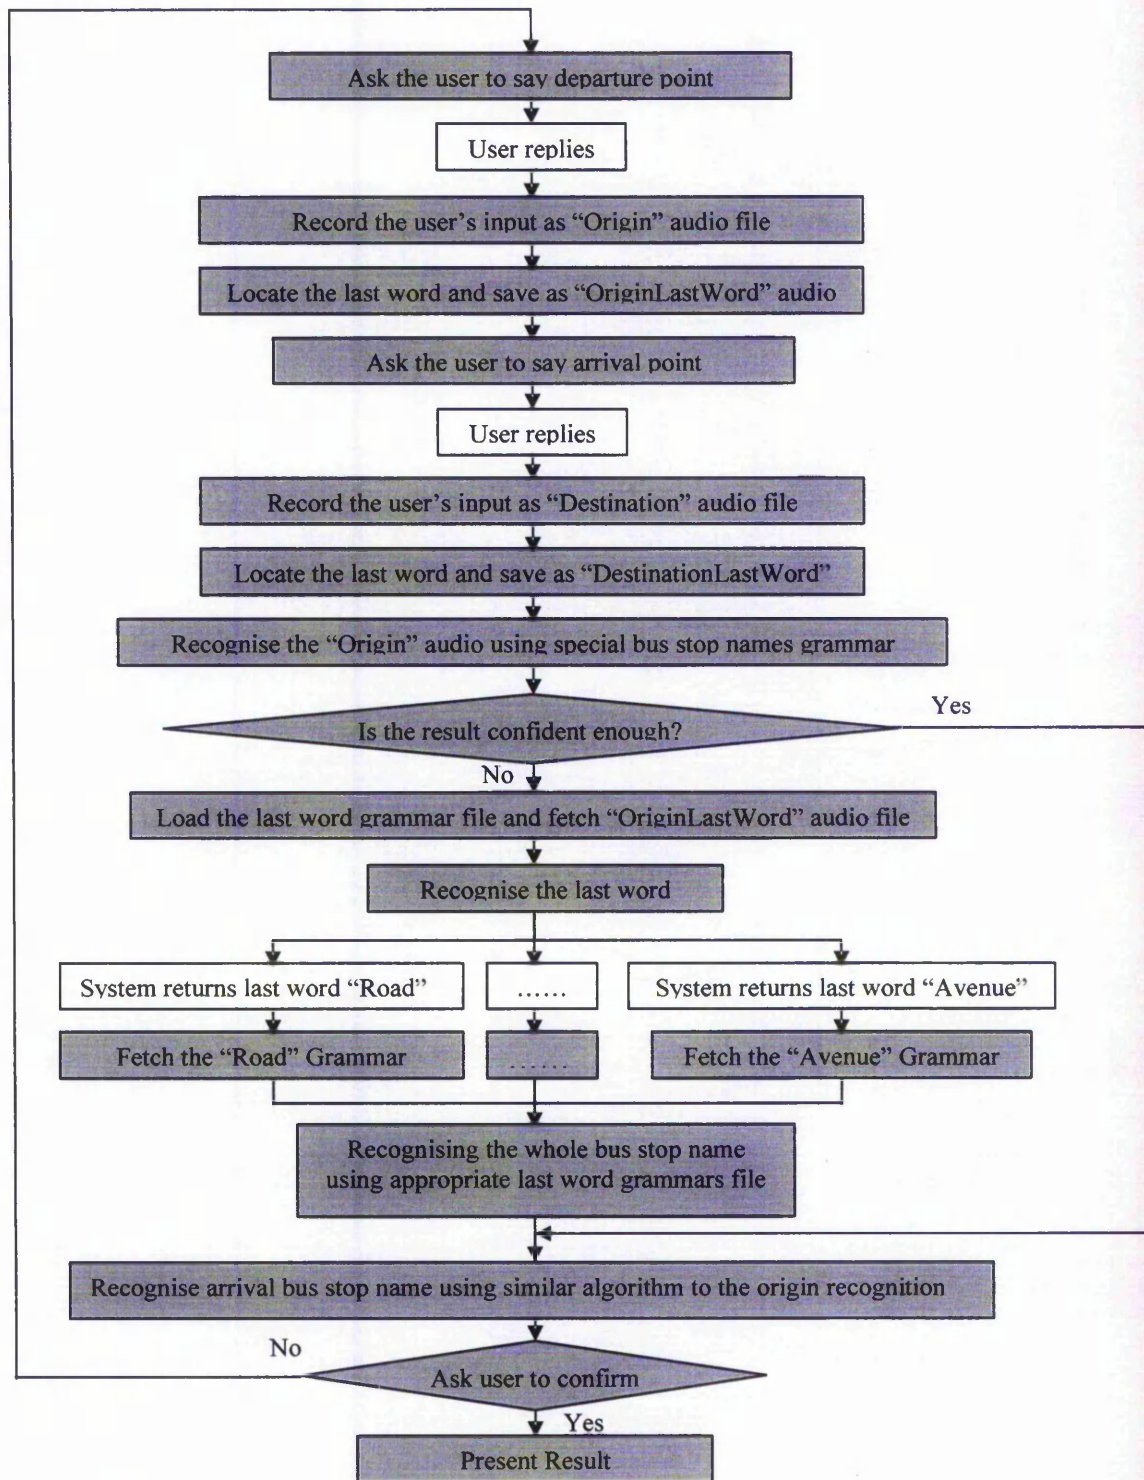 Ask the user to say departure point
User replies
Record the user's input as “Origin” audio file
Locate the last word and save as “OriginLastWord” audio
Ask the user to say arrival point
User replies
Record the user's input as “Destination” audio file
Locate the last word and save as “DestinationLastWord”
Recognise the “Origin” audio using special bus stop names grammar
Yes
Is the result confident enough?
No
Load the last word grammar file and fetch “OriginLastWord” audio file
Recognise the last word
System returns last word “Road”
……
System returns last word “Avenue”
Fetch the “Road” Grammar
……
Fetch the “Avenue” Grammar
Recognising the whole bus stop name
using appropriate last word grammars file
Recognise arrival bus stop name using similar algorithm to the origin recognition
No
Ask user to confirm
Yes
Present Result